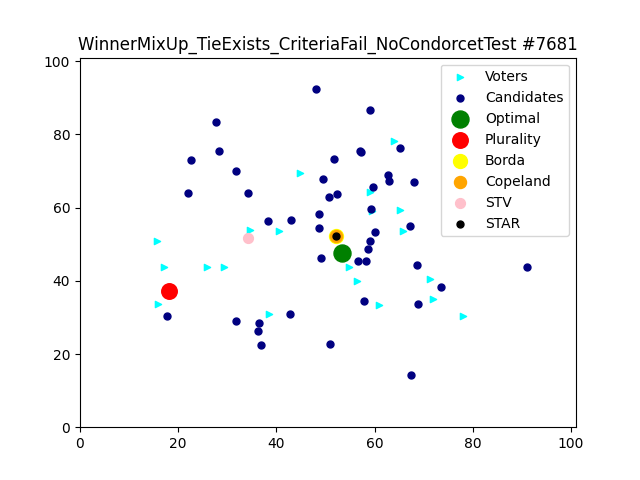 WinnerMixUp_TieExists_CriteriaFail_NoCondorcetTest #7681
100
80
60
40
20
0
0 20 40 60 80 100
Voters
Candidates
Optimal
Plurality
Borda
Copeland
STV
STAR